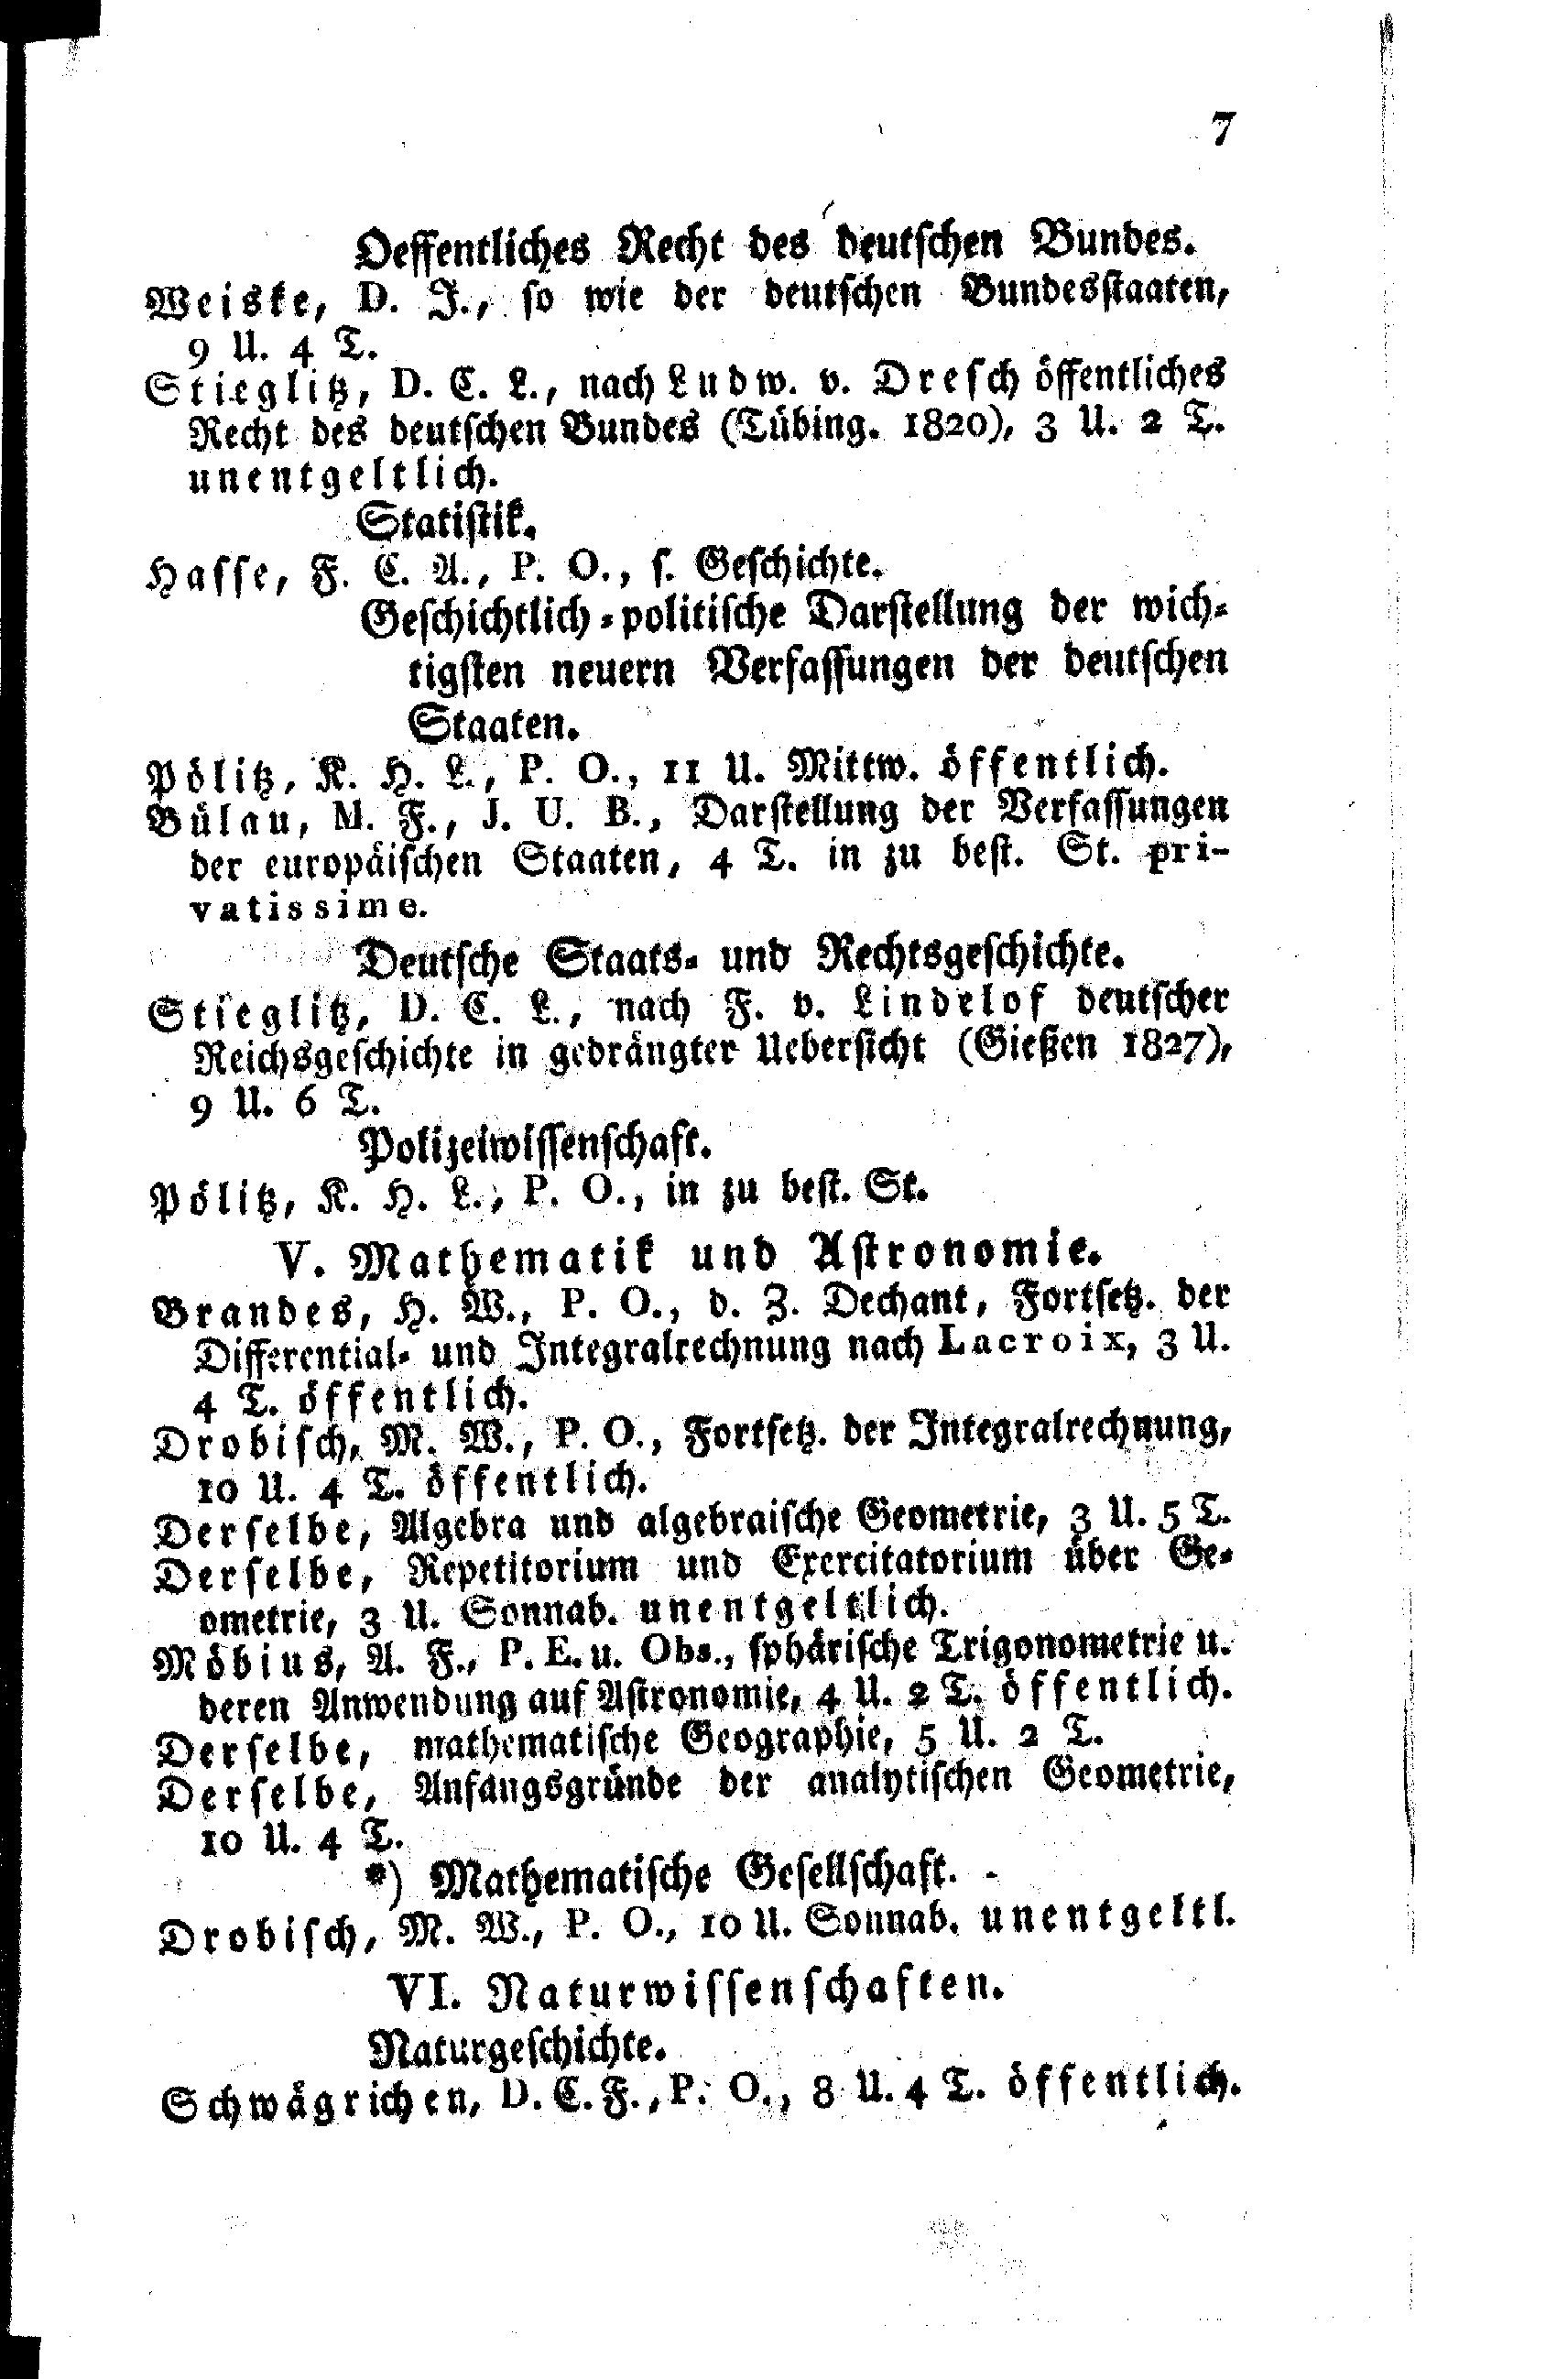 7
Oeffentliches Recht des deutschen Bundes.
Weiske, D. J., so wie der deutschen Bundesstaaten,
9 U. 4 T.
Stieglitz, D. C. L., nach Ludw. v. Dresch öffentliches
Recht des deutschen Bundes (Tübing. 1820), 3 U. 2 T.
unentgeltlich.
Statistik.
Hasse, F. C. A., P. O., s. Geschichte.
Geschichtlich-politische Darstellung der wich-
tigsten neuern Verfassungen der deutschen
Staaten.
Pölitz, K. H. L., P. O., 11 U. Mittw. öffentlich.
Bülau, M. F., J. U. B., Darstellung der Verfassungen
der europäischen Staaten, 4 T. in zu best. St. pri-
vatissime.
Deutsche Staats- und Rechtsgeschichte.
Stieglitz, D. C. L., nach F. v. Lindelof deutscher
Reichsgeschichte in gedrängter Uebersicht (Gießen 1827),
9 U. 6 T.
Polizeiwissenschaft.
Pölitz, K. H. L., P. O., in zu best. St.
V. Mathematik und Astronomie.
Brandes, H. W., P. O., d. Z. Dechant, Fortsetz. der
Differential- und Integralrechnung nach Lacroix, 3 U.
4 T. öffentlich.
Drobisch, M. W., P. O., Fortsetz. der Integralrechnung,
10 U. 4 T. öffentlich.
Derselbe, Algebra und algebraische Geometrie, 3 U. 5 T.
Derselbe, Repetitorium und Exercitatorium über Ge-
ometrie, 3 U. Sonnab. unentgeltlich.
Möbius, A. F., P. E. u. Obs., sphärische Trigonometrie u.
deren Anwendung auf Astronomie, 4 U. 2 T. öffentlich.
Derselbe, mathematische Geographie, 5 U. 2 T.
Derselbe, Anfangsgründe der analytischen Geometrie,
10 U. 4 T.
*) Mathematische Gesellschaft.
Drobisch, M. W., P. O., 10 U. Sonnab. unentgeltl.
VI. Naturwissenschaften.
Naturgeschichte.
Schwägrichen, D. C. F., P. O., 8 U. 4 T. öffentlich.